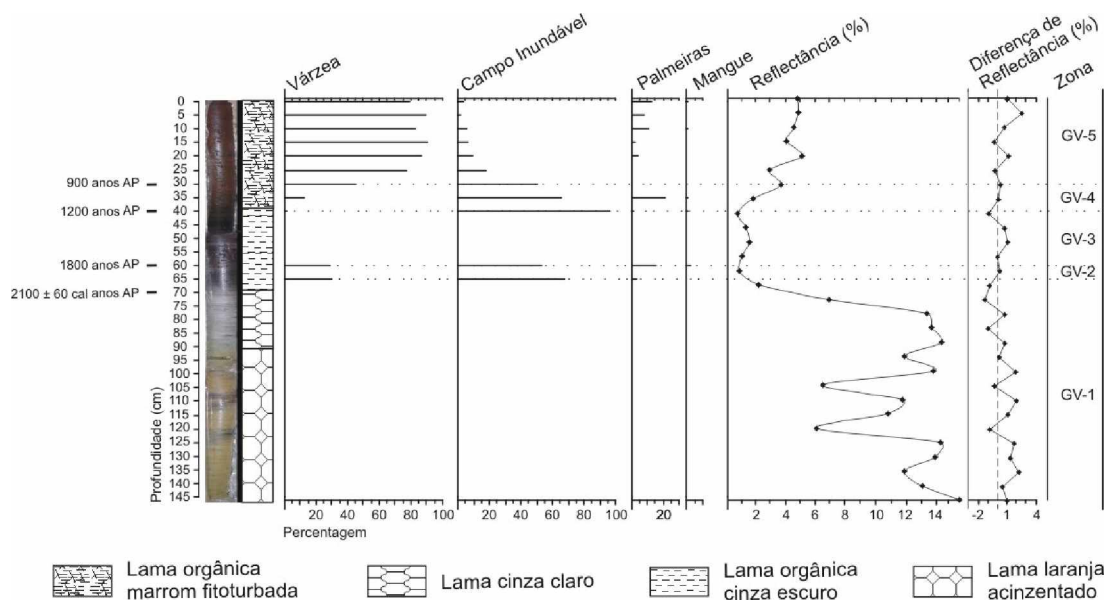 Várzea
Campo Inundável
Palmeiras
Mangue
Reflectância (%)
Diferença de
Reflectância (%)
Zona
0
5
10
15
20
25
30
35
40
45
50
55
60
65
70
75
80
85
90
95
100
105
110
115
120
125
130
135
140
145
Profundidade (cm)
900 anos AP
1200 anos AP
1800 anos AP
2100 ± 60 cal anos AP
GV-5
GV-4
GV-3
GV-2
GV-1
20 40 60 80 100
20 40 60 80 100
20
2 4 6 8 10 12 14
-2 1 4
Percentagem
Lama orgânica
marrom fitoturbada
Lama cinza claro
Lama orgânica
cinza escuro
Lama laranja
acinzentado